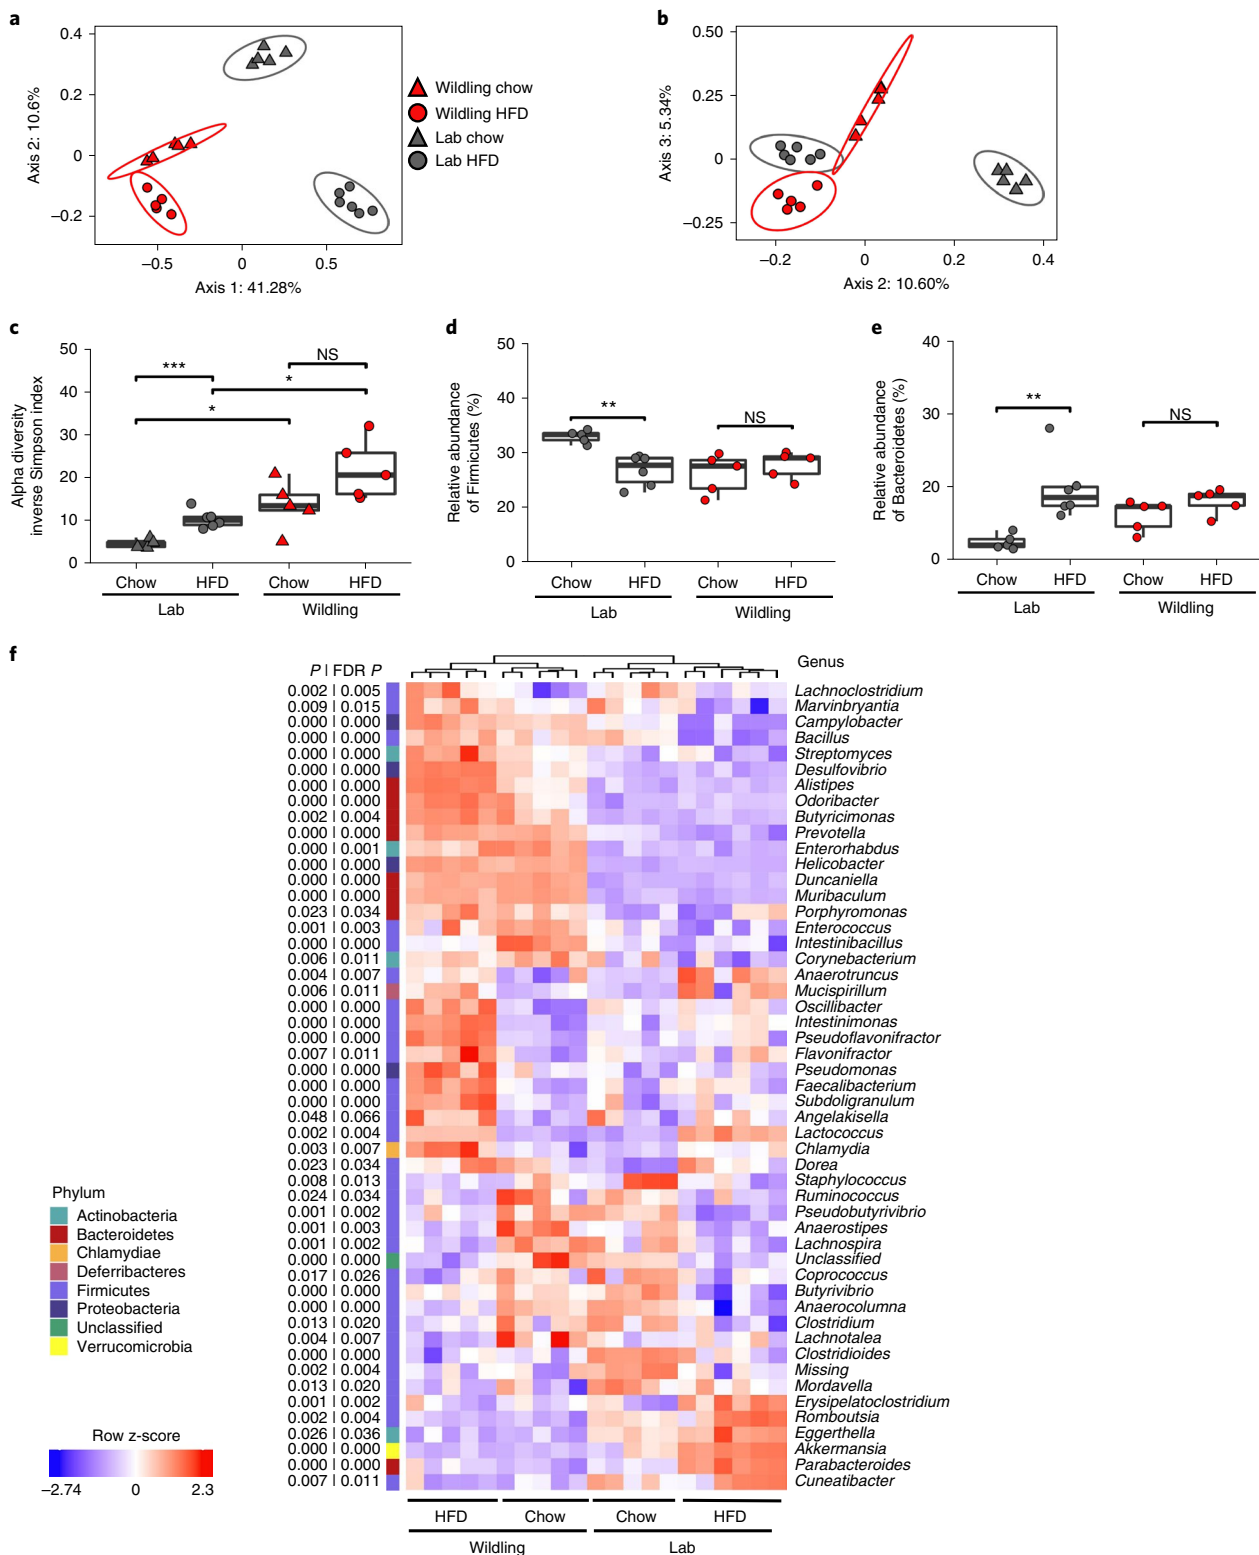 a
0.4
0.2
0
−0.2
Axis 2: 10.6%
−0.5
0
0.5
Axis 1: 41.28%
Wildling chow
Wildling HFD
Lab chow
Lab HFD
b
0.50
0.25
0
−0.25
Axis 3: 5.34%
−0.2
0
0.2
0.4
Axis 2: 10.60%
c
50
40
30
20
10
0
Alpha diversity
inverse Simpson index
***
*
*
NS
Chow HFD Chow HFD
Lab Wildling
d
50
40
30
20
0
Relative abundance
of Firmicutes (%)
**
NS
Chow HFD Chow HFD
Lab Wildling
e
40
30
20
0
Relative abundance
of Bacteroidetes (%)
**
NS
Chow HFD Chow HFD
Lab Wildling
f
P | FDR P Genus
0.002 | 0.005 Lachnoclostridium
0.009 | 0.015 Marvinbryantia
0.000 | 0.000 Campylobacter
0.000 | 0.000 Bacillus
0.000 | 0.000 Streptomyces
0.000 | 0.000 Desulfovibrio
0.000 | 0.000 Alistipes
0.000 | 0.000 Odoribacter
0.002 | 0.004 Butyricimonas
0.000 | 0.000 Prevotella
0.000 | 0.001 Enterorhabdus
0.000 | 0.000 Helicobacter
0.000 | 0.000 Duncaniella
0.000 | 0.000 Muribaculum
0.023 | 0.034 Porphyromonas
0.001 | 0.003 Enterococcus
0.000 | 0.000 Intestinibacillus
0.006 | 0.011 Corynebacterium
0.004 | 0.007 Anaerotruncus
0.006 | 0.011 Mucispirillum
0.000 | 0.000 Oscillibacter
0.000 | 0.000 Intestinimonas
0.000 | 0.000 Pseudoflavonifractor
0.007 | 0.011 Flavonifractor
0.000 | 0.000 Pseudomonas
0.000 | 0.000 Faecalibacterium
0.000 | 0.000 Subdoligranulum
0.048 | 0.066 Angelakisella
0.002 | 0.004 Lactococcus
0.003 | 0.007 Chlamydia
0.023 | 0.034 Dorea
0.008 | 0.013 Staphylococcus
0.024 | 0.034 Ruminococcus
0.001 | 0.002 Pseudobutyrivibrio
0.001 | 0.003 Anaerostipes
0.001 | 0.002 Lachnospira
0.000 | 0.000 Unclassified
0.017 | 0.026 Coprococcus
0.000 | 0.000 Butyrivibrio
0.000 | 0.000 Anaerocolumna
0.013 | 0.020 Clostridium
0.004 | 0.007 Lachnotalea
0.000 | 0.000 Clostridioides
0.002 | 0.004 Missing
0.013 | 0.020 Mordavella
0.001 | 0.002 Erysipelatoclostridium
0.002 | 0.004 Romboutsia
0.026 | 0.036 Eggerthella
0.000 | 0.000 Akkermansia
0.000 | 0.000 Parabacteroides
0.007 | 0.011 Cuneatibacter
HFD Chow Chow HFD
Wildling Lab
Phylum
Actinobacteria
Bacteroidetes
Chlamydiae
Deferribacteres
Firmicutes
Proteobacteria
Unclassified
Verrucomicrobia
Row z-score
−2.74 0 2.3